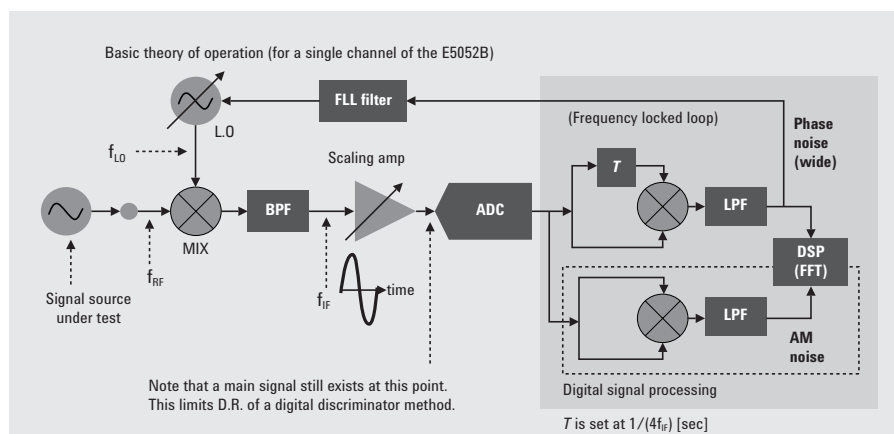 Basic theory of operation (for a single channel of the E5052B)
FLL filter
L.O
(Frequency locked loop)
Phase
noise
(wide)
f_LO
Scaling amp
T
LPF
BPF
ADC
MIX
f_RF
DSP
(FFT)
Signal source
under test
f_IF
time
LPF
AM
noise
Note that a main signal still exists at this point.
This limits D.R. of a digital discriminator method.
Digital signal processing
T is set at 1/(4f_IF) [sec]